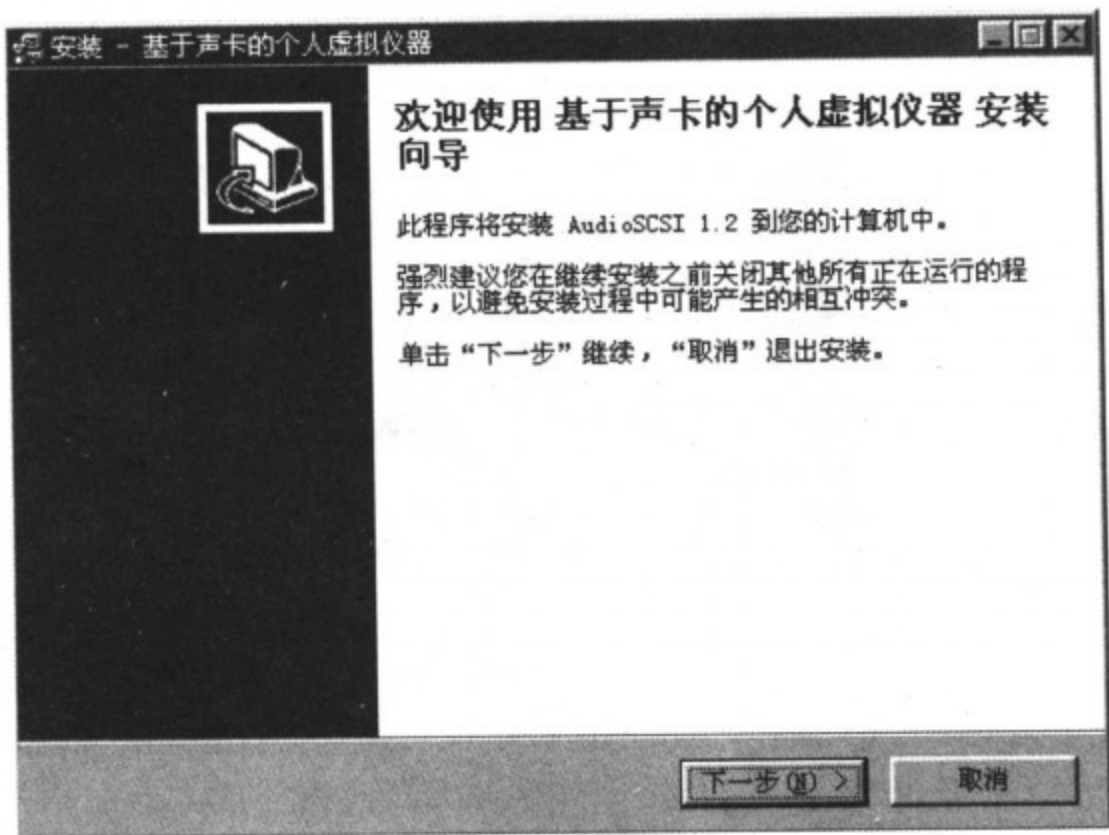 安装 - 基于声卡的个人虚拟仪器
欢迎使用 基于声卡的个人虚拟仪器 安装
向导
此程序将安装 AudioSCSI 1.2 到您的计算机中。
强烈建议您在继续安装之前关闭其他所有正在运行的程
序，以避免安装过程中可能产生的相互冲突。
单击“下一步”继续，“取消”退出安装。
下一步(N) >
取消